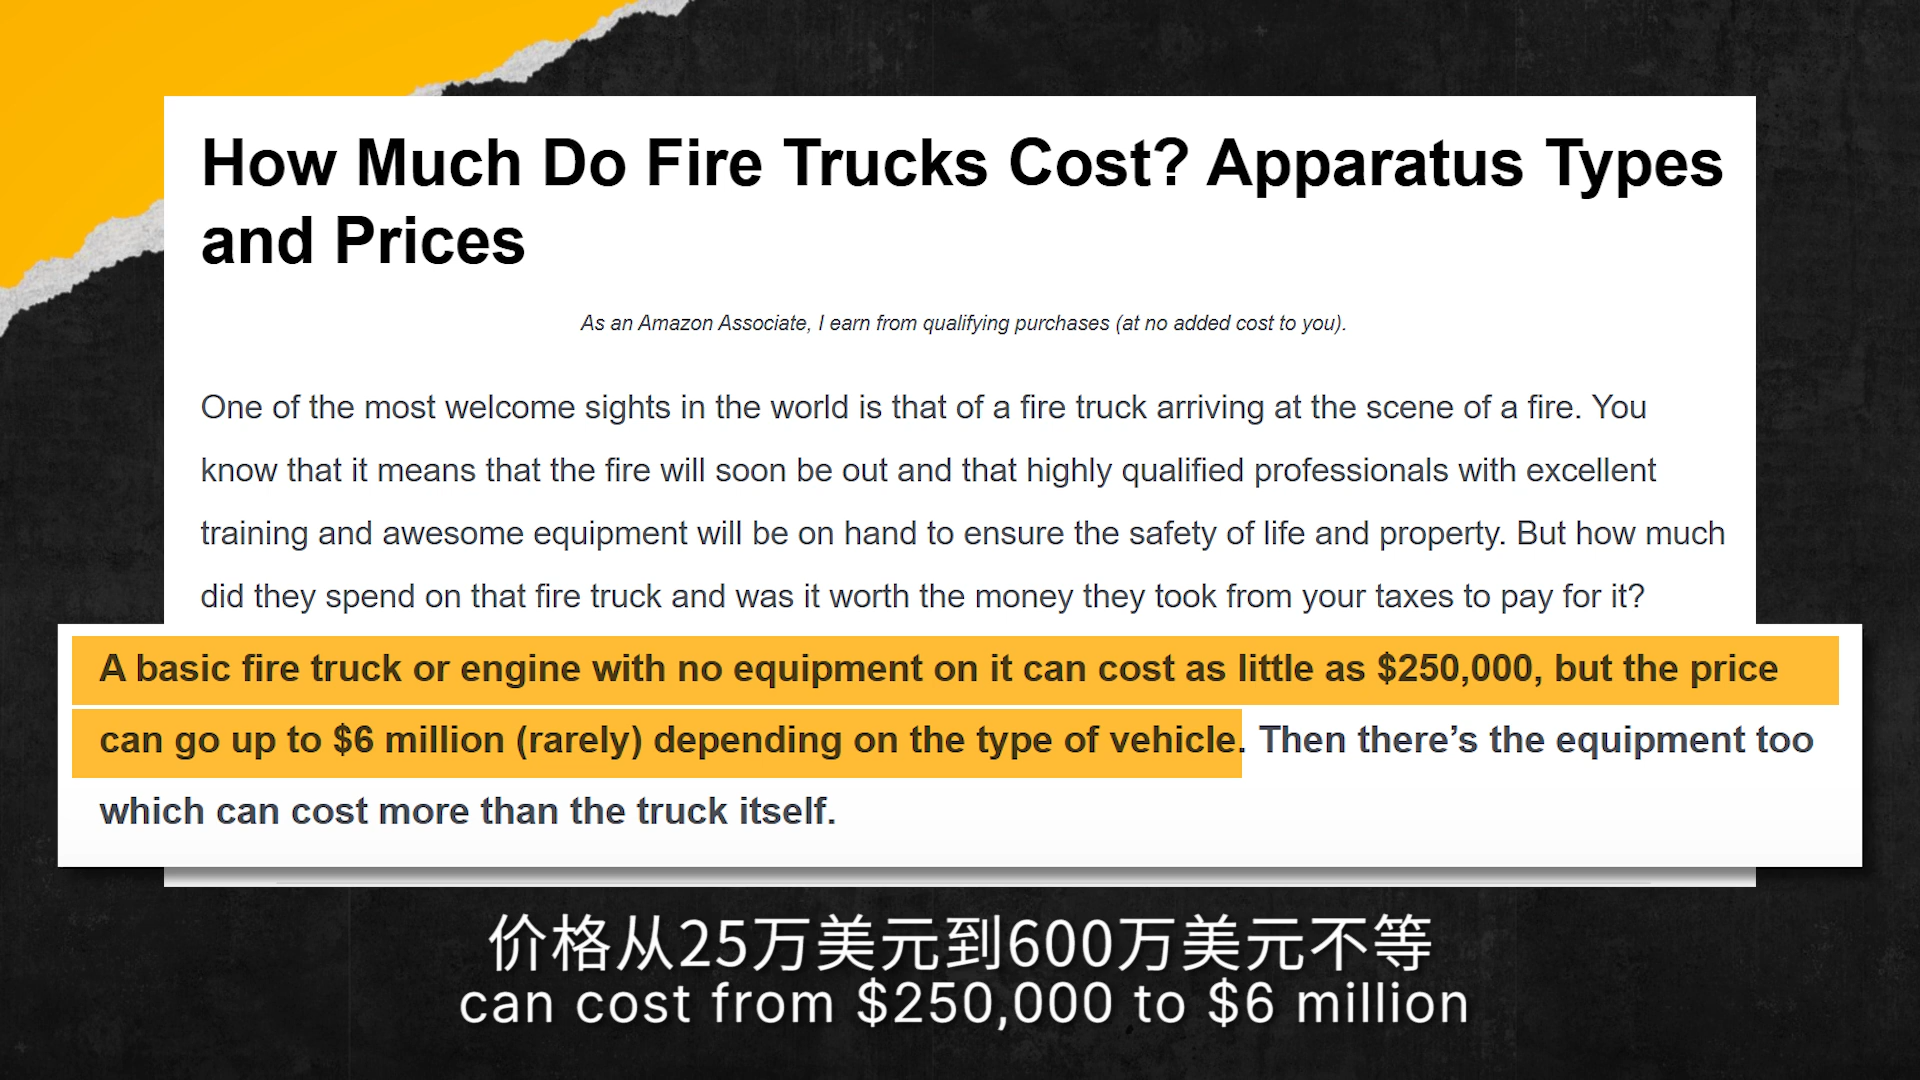 How Much Do Fire Trucks Cost? Apparatus Types
and Prices
As an Amazon Associate, I earn from qualifying purchases (at no added cost to you).
One of the most welcome sights in the world is that of a fire truck arriving at the scene of a fire. You
know that it means that the fire will soon be out and that highly qualified professionals with excellent
training and awesome equipment will be on hand to ensure the safety of life and property. But how much
did they spend on that fire truck and was it worth the money they took from your taxes to pay for it?
A basic fire truck or engine with no equipment on it can cost as little as $250,000, but the price
can go up to $6 million (rarely) depending on the type of vehicle. Then there’s the equipment too
which can cost more than the truck itself.
价格从25万美元到600万美元不等
can cost from $250,000 to $6 million